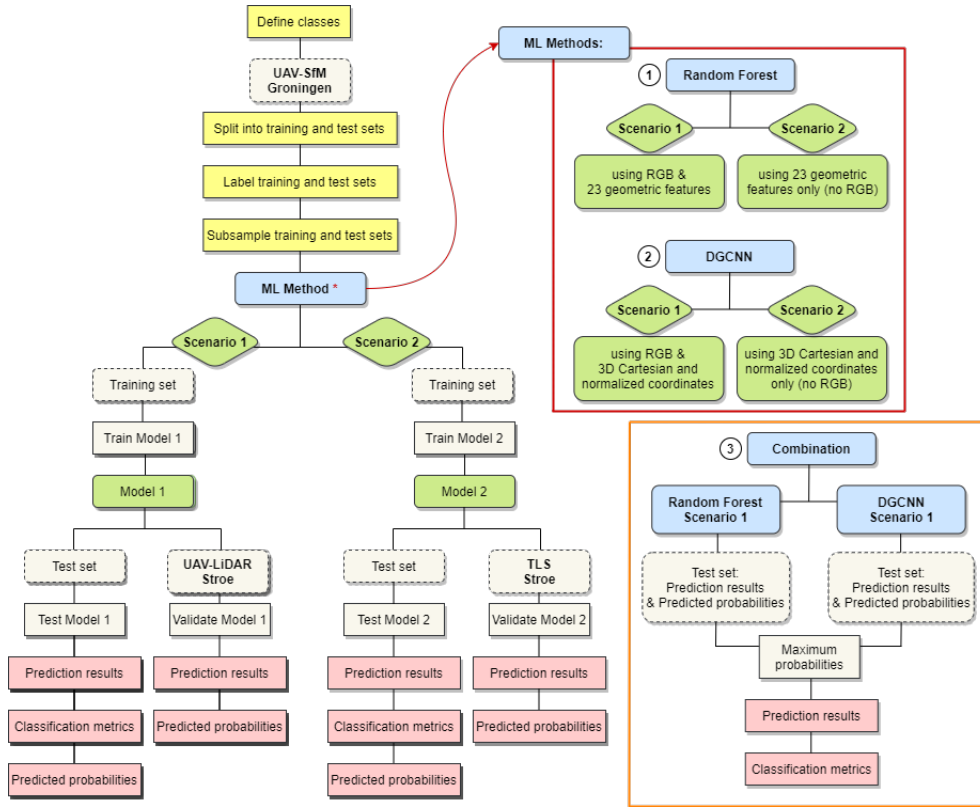 Define classes
UAV-SfM
Groningen
Split into training and test sets
Label training and test sets
Subsample training and test sets
ML Method *
Scenario 1
Scenario 2
Training set
Training set
Train Model 1
Train Model 2
Model 1
Model 2
Test set
UAV-LiDAR
Stroe
Test set
TLS
Stroe
Test Model 1
Validate Model 1
Test Model 2
Validate Model 2
Prediction results
Prediction results
Prediction results
Prediction results
Classification metrics
Predicted probabilities
Classification metrics
Predicted probabilities
Predicted probabilities
Predicted probabilities
ML Methods:
1
Random Forest
Scenario 1
Scenario 2
using RGB &
23 geometric features
using 23 geometric
features only (no RGB)
2
DGCNN
Scenario 1
Scenario 2
using RGB &
3D Cartesian and
normalized coordinates
using 3D Cartesian and
normalized coordinates
only (no RGB)
3
Combination
Random Forest
Scenario 1
DGCNN
Scenario 1
Test set:
Prediction results
& Predicted probabilities
Test set:
Prediction results
& Predicted probabilities
Maximum
probabilities
Prediction results
Classification metrics